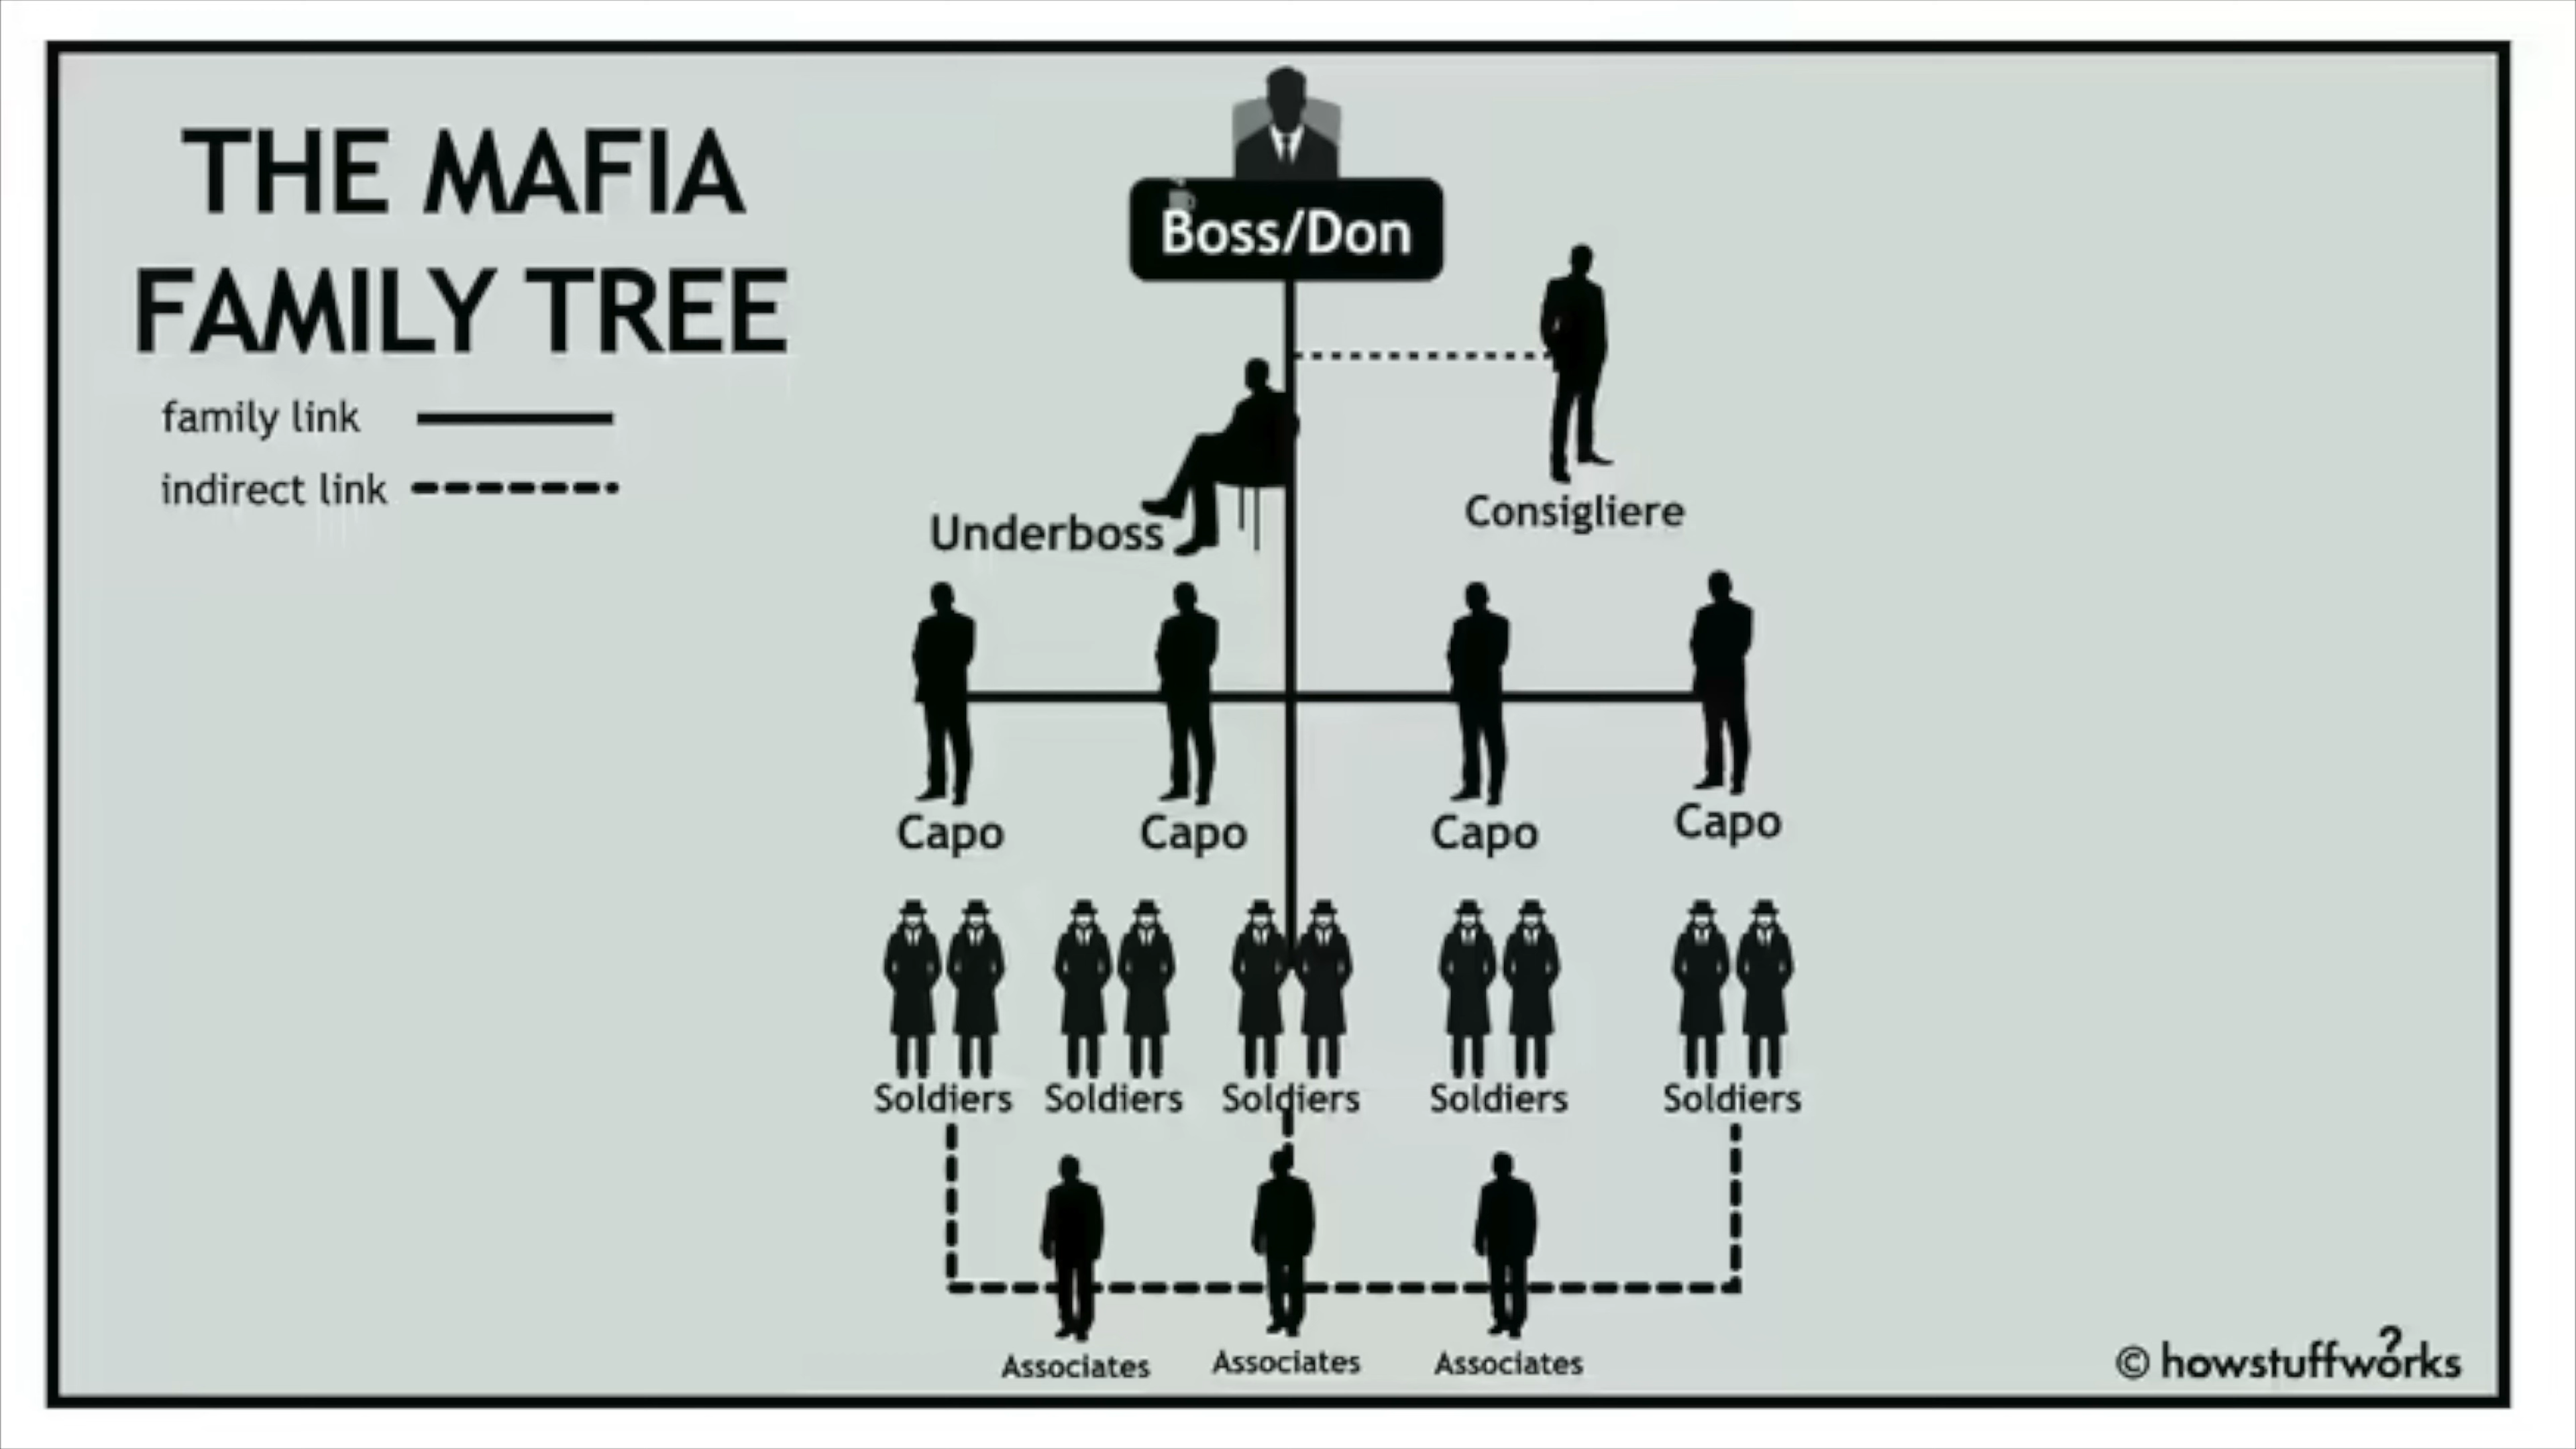 THE MAFIA
FAMILY TREE
family link
indirect link
Boss/Don
Consigliere
Underboss
Capo Capo Capo Capo
Soldiers Soldiers Soldiers Soldiers Soldiers
Associates Associates Associates
© howstuffworks